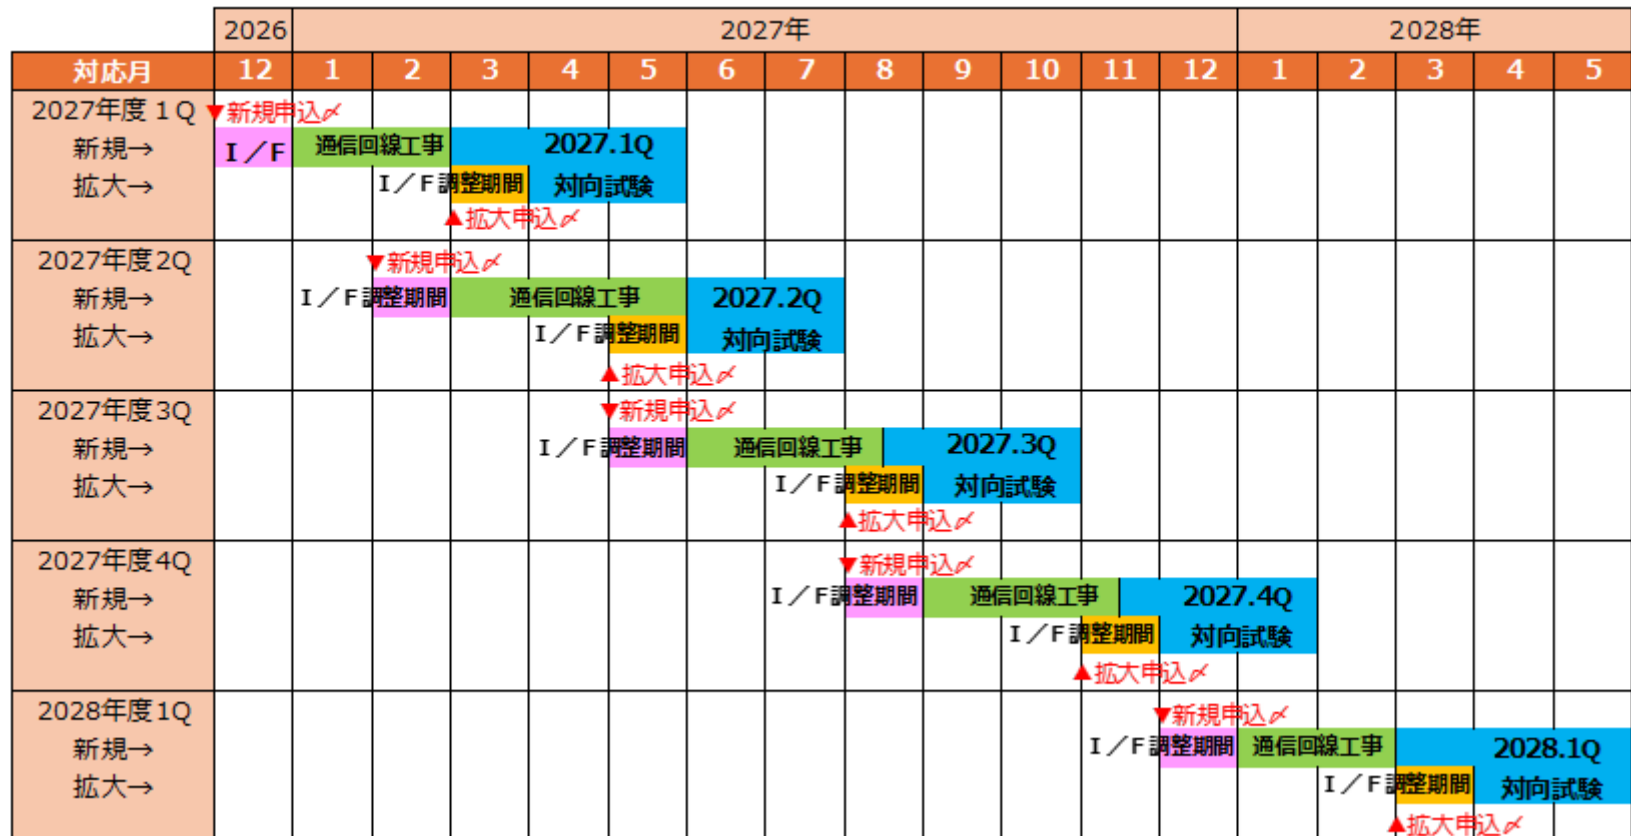 2026 2027年 2028年
対応月 12 1 2 3 4 5 6 7 8 9 10 11 12 1 2 3 4 5
2027年度１Q ▼新規申込〆
新規→ Ｉ／Ｆ 通信回線工事 2027.1Q
拡大→ Ｉ／Ｆ調整期間 対向試験
▲拡大申込〆
2027年度2Q ▼新規申込〆
新規→ Ｉ／Ｆ調整期間 通信回線工事 2027.2Q
拡大→ Ｉ／Ｆ調整期間 対向試験
▲拡大申込〆
2027年度3Q ▼新規申込〆
新規→ Ｉ／Ｆ調整期間 通信回線工事 2027.3Q
拡大→ Ｉ／Ｆ調整期間 対向試験
▲拡大申込〆
2027年度4Q ▼新規申込〆
新規→ Ｉ／Ｆ調整期間 通信回線工事 2027.4Q
拡大→ Ｉ／Ｆ調整期間 対向試験
▲拡大申込〆
2028年度1Q ▼新規申込〆
新規→ Ｉ／Ｆ調整期間 通信回線工事 2028.1Q
拡大→ Ｉ／Ｆ調整期間 対向試験
▲拡大申込〆